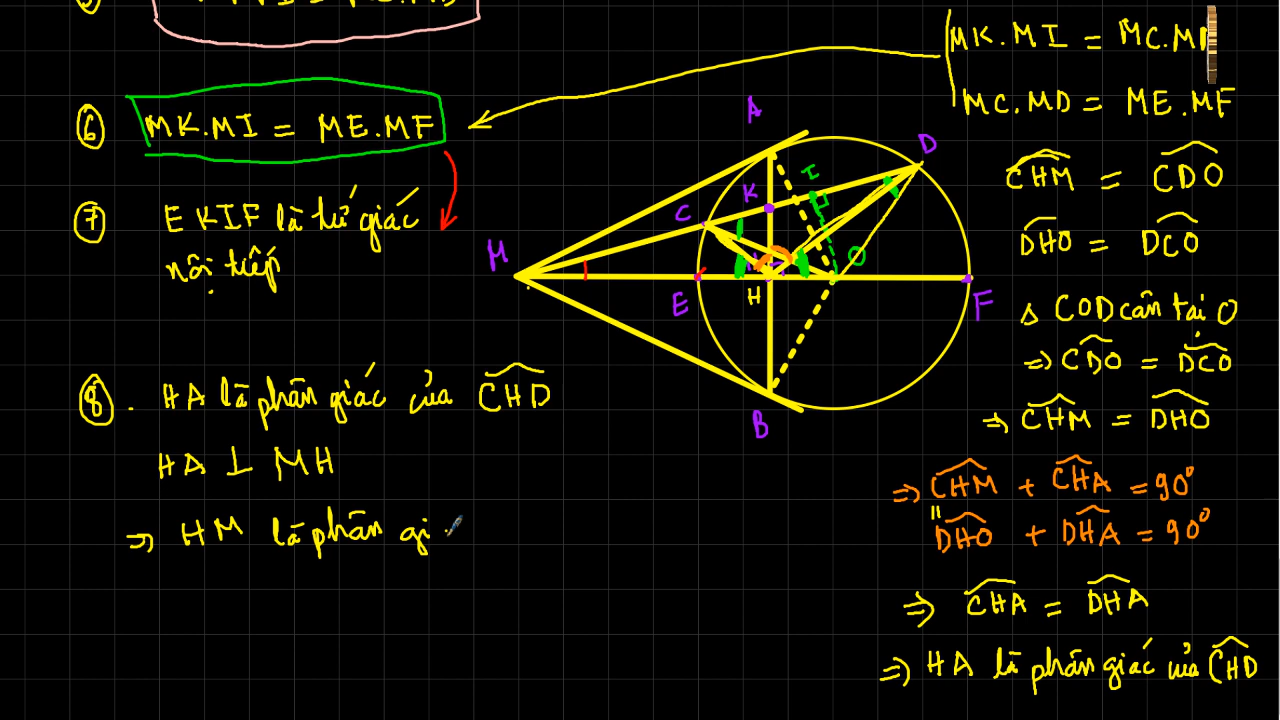 ⑥ MK.MI = ME.MF
⑦ EKIF là tứ giác
nội tiếp
⑧. HA là phân giác của CHD
HA ⊥ MH
=> HM là phân gi
M
A
B
C
D
K
I
E
H
O
F
MK.MI = MC.MD
MC.MD = ME.MF
CHM = CDO
DHO = DCO
Δ COD cân tại O
=> CDO = DCO
=> CHM = DHO
=> CHM + CHA = 90°
"
DHO + DHA = 90°
=> CHA = DHA
=> HA là phân giác của CHD